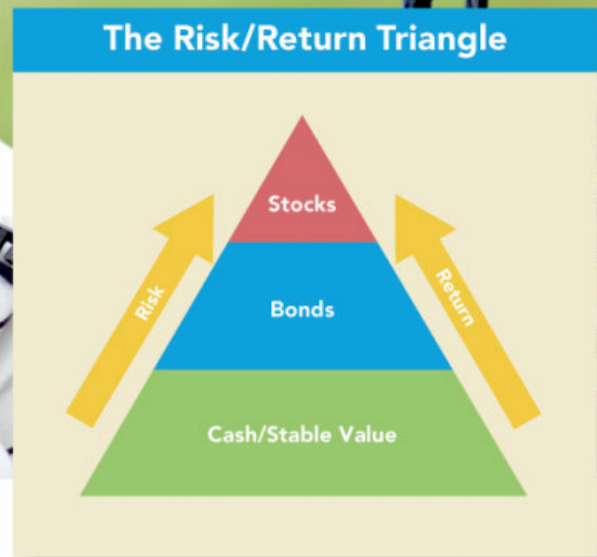 The Risk/Return Triangle
Stocks
Risk
Return
Bonds
Cash/Stable Value